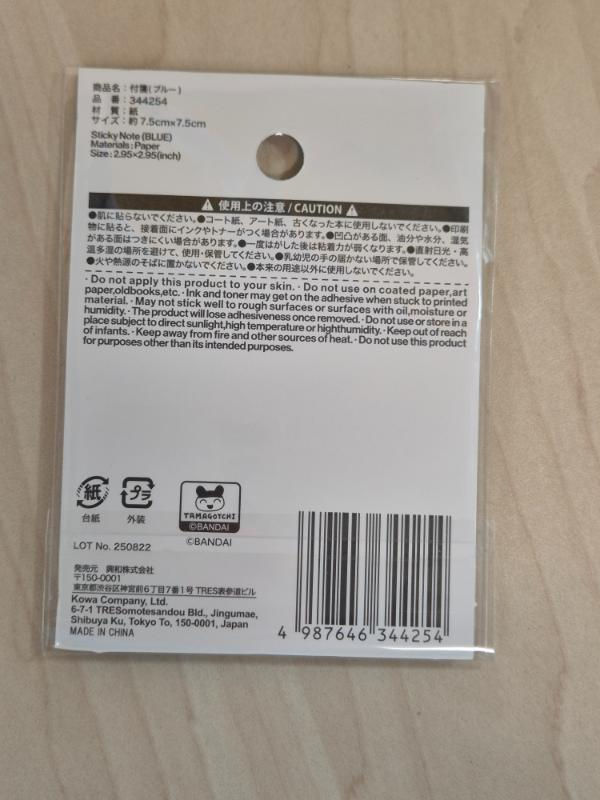 商品名：付箋(ブルー)
品　番：344254
材　質：紙
サイズ：約 7.5cm×7.5cm
Sticky Note (BLUE)
Materials : Paper
Size : 2.95×2.95(inch)
使用上の注意 / CAUTION
●肌に貼らないでください。●コート紙、アート紙、古くなった本に使用しないでください。●印刷
物に貼ると、接着面にインクやトナーがつく場合があります。●凹凸がある面、油分や水分、湿気
がある面はつきにくい場合があります。●一度はがした後は粘着力が弱くなります。●直射日光・高
温多湿の場所を避けて、使用・保管してください。●乳幼児の手の届かない場所で保管してください。
●火や熱源のそばに置かないでください。●本来の用途以外に使用しないでください。
· Do not apply this product to your skin. · Do not use on coated paper,art
paper,oldbooks,etc. · Ink and toner may get on the adhesive when stuck to printed
material. · May not stick well to rough surfaces or surfaces with oil,moisture or
humidity. · The product will lose adhesiveness once removed. · Do not use or store in a
place subject to direct sunlight,high temperature or highthumidity. · Keep out of reach
of infants. · Keep away from fire and other sources of heat. · Do not use this product
for purposes other than its intended purposes.
紙
台紙
プラ
外装
TAMAGOTCHI
©BANDAI
©BANDAI
LOT No. 250822
発売元　興和株式会社
〒150-0001
東京都渋谷区神宮前6丁目7番1号 TRES表参道ビル
Kowa Company, Ltd.
6-7-1 TRESomotesandou Bld., Jingumae,
Shibuya Ku, Tokyo To, 150-0001, Japan
MADE IN CHINA
4 987646 344254